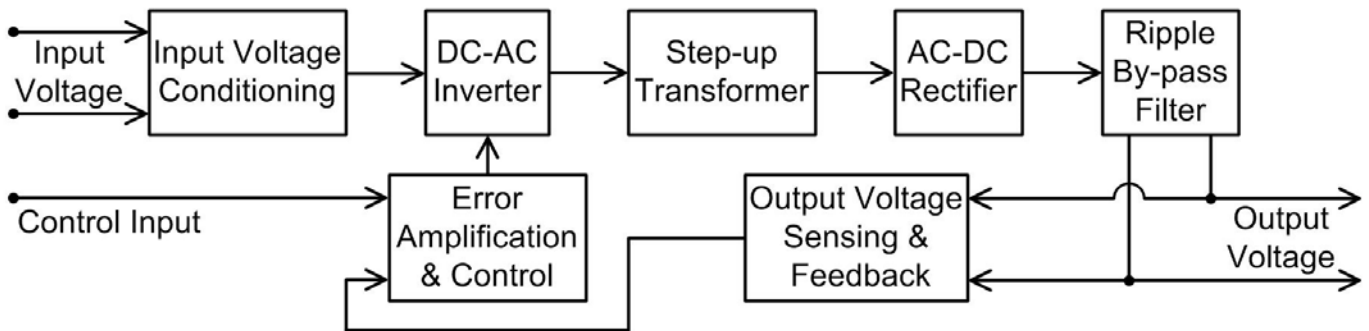 Input
Voltage
Input Voltage
Conditioning
DC-AC
Inverter
Step-up
Transformer
AC-DC
Rectifier
Ripple
By-pass
Filter
Control Input
Error
Amplification
& Control
Output Voltage
Sensing &
Feedback
Output
Voltage